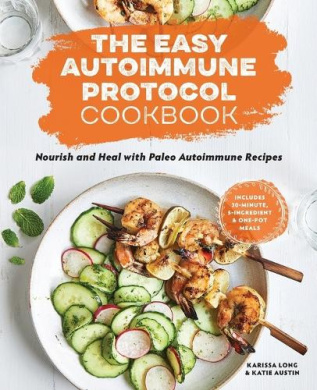 THE EASY
AUTOIMMUNE
PROTOCOL
COOKBOOK
Nourish and Heal with Paleo Autoimmune Recipes
INCLUDES
30-MINUTE,
5-INGREDIENT
& ONE-POT
MEALS
KARISSA LONG
& KATIE AUSTIN